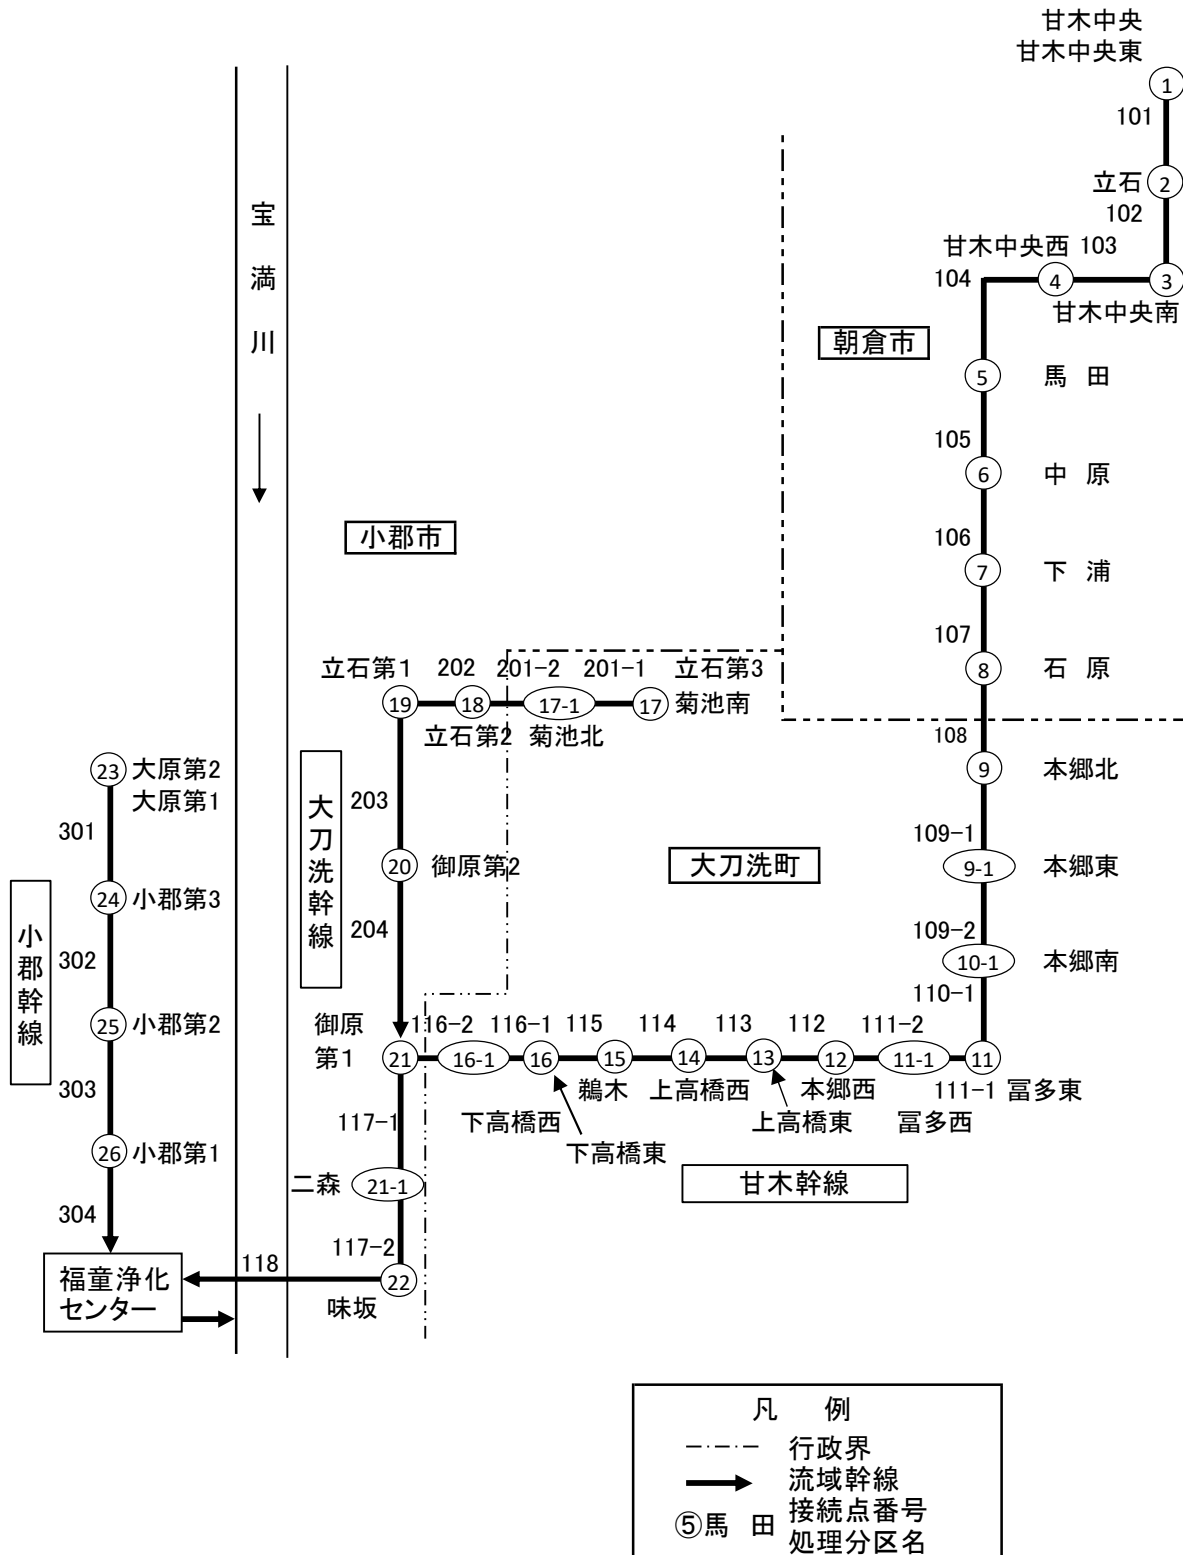 甘木中央
甘木中央東
1
101
立石
2
102
甘木中央西
103
104
4
3
甘木中央南
朝倉市
5
馬 田
105
6
中 原
106
7
下 浦
107
8
石 原
108
9
本郷北
109-1
9-1
本郷東
109-2
10-1
本郷南
110-1
宝満川
小郡市
立石第1
202
201-2
201-1
立石第3
19
18
17-1
17
菊池南
立石第2
菊池北
大刀洗幹線
203
20
御原第2
204
大刀洗町
23
大原第2
大原第1
301
24
小郡第3
小郡幹線
302
25
小郡第2
303
26
小郡第1
304
御原
第1
116-2
116-1
115
114
113
112
111-2
21
16-1
16
15
14
13
12
11-1
11
鵜木
上高橋西
本郷西
111-1
冨多東
下高橋西
上高橋東
冨多西
下高橋東
117-1
甘木幹線
二森
21-1
117-2
118
22
味坂
福童浄化
センター
凡 例
行政界
流域幹線
⑤馬 田
接続点番号
処理分区名